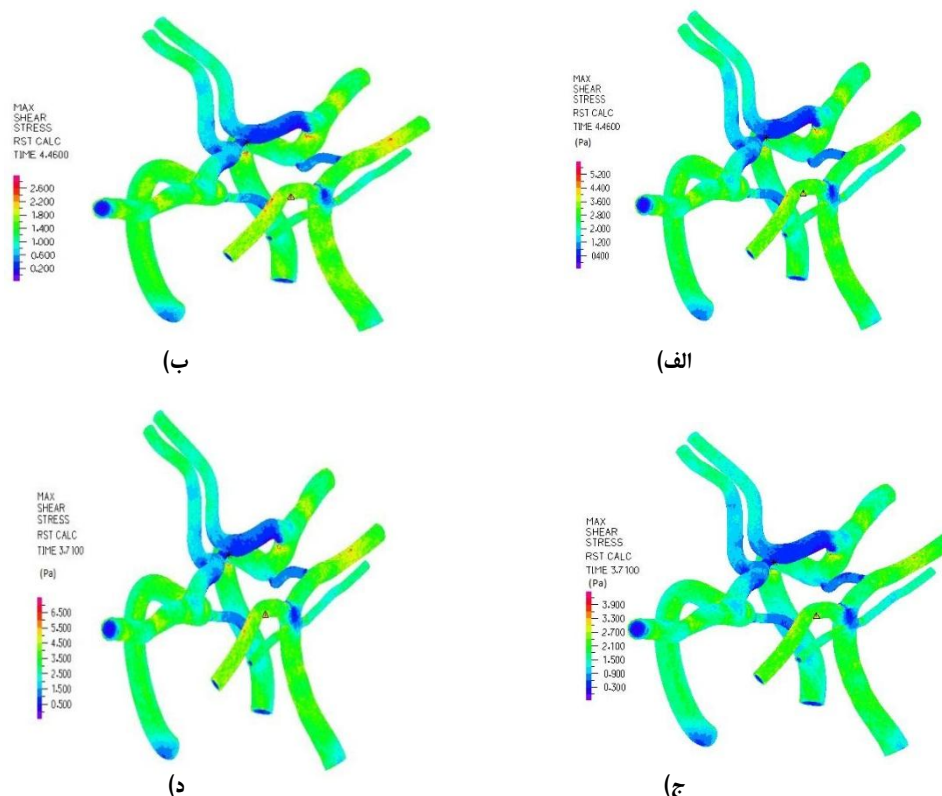 MAX
SHEAR
STRESS
RST CALC
TIME 4.4600
(Pa)
5.200
4.400
3.600
2.800
2.000
1.200
0400
الف)
MAX
SHEAR
STRESS
RST CALC
TIME 4.4600
2.600
2.200
1.800
1.400
1.000
0.600
0.200
ب)
MAX
SHEAR
STRESS
RST CALC
TIME 3.7100
(Pa)
3.900
3.300
2.700
2.100
1.500
0.900
0.300
ج)
MAX
SHEAR
STRESS
RST CALC
TIME 3.7100
(Pa)
6.500
5.500
4.500
3.500
2.500
1.500
0.500
د)